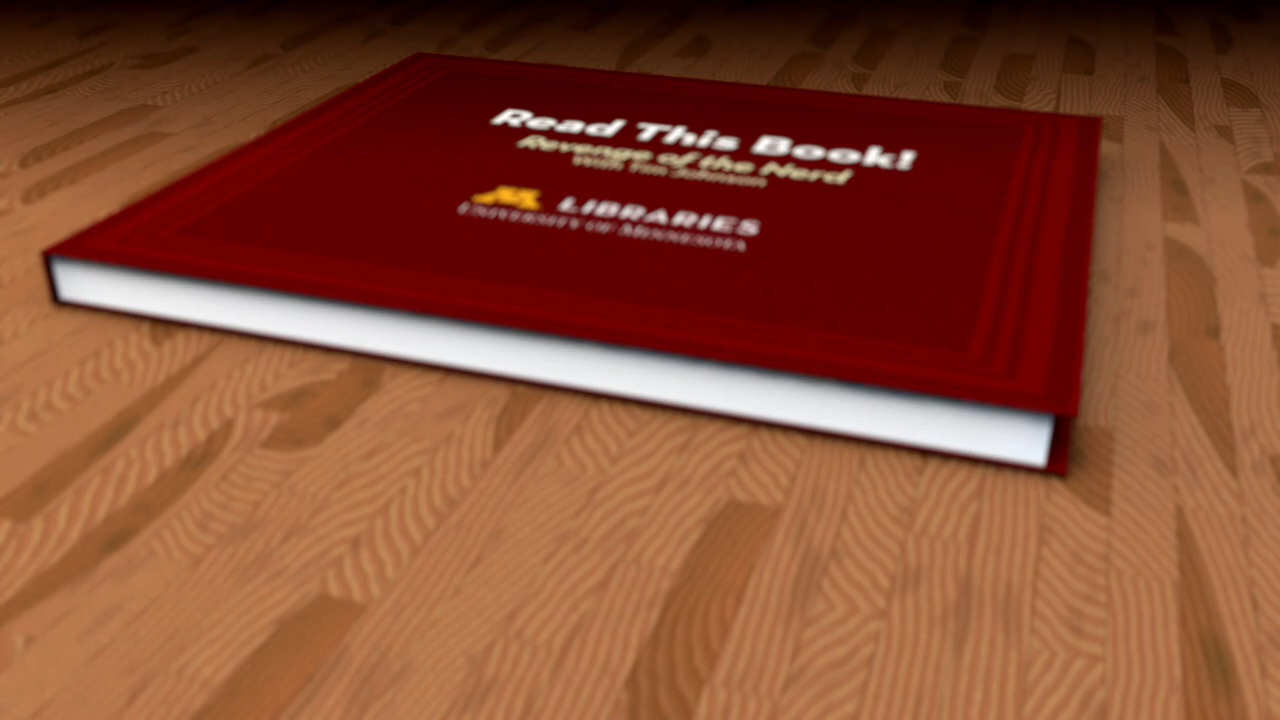 Read This Book!
Revenge of the Nerd
With Tim Johnson
LIBRARIES
UNIVERSITY OF MINNESOTA